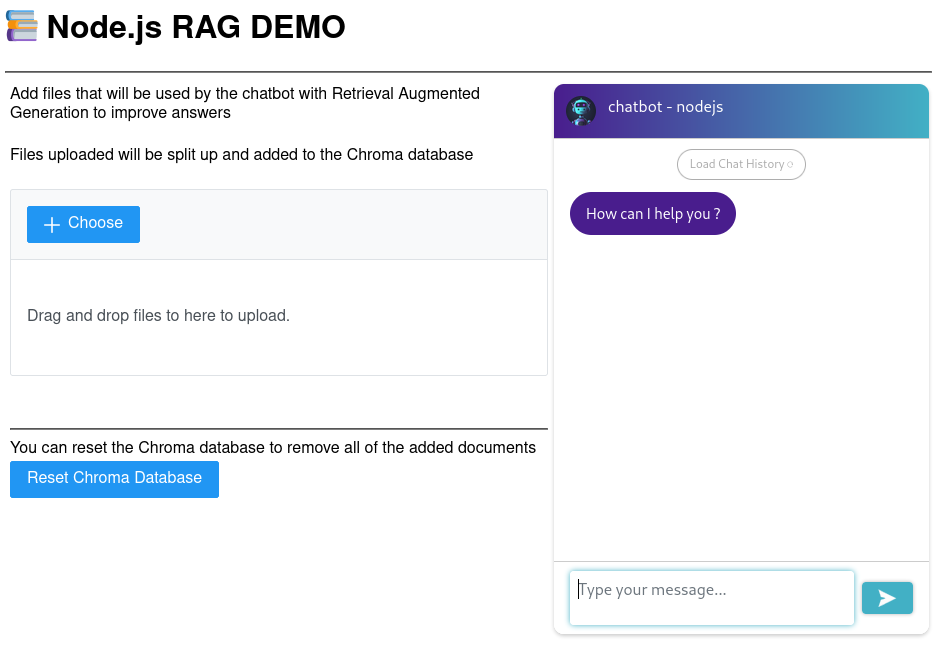 Node.js RAG DEMO
Add files that will be used by the chatbot with Retrieval Augmented
Generation to improve answers
Files uploaded will be split up and added to the Chroma database
Choose
Drag and drop files to here to upload.
You can reset the Chroma database to remove all of the added documents
Reset Chroma Database
chatbot - nodejs
Load Chat History
How can I help you ?
Type your message...